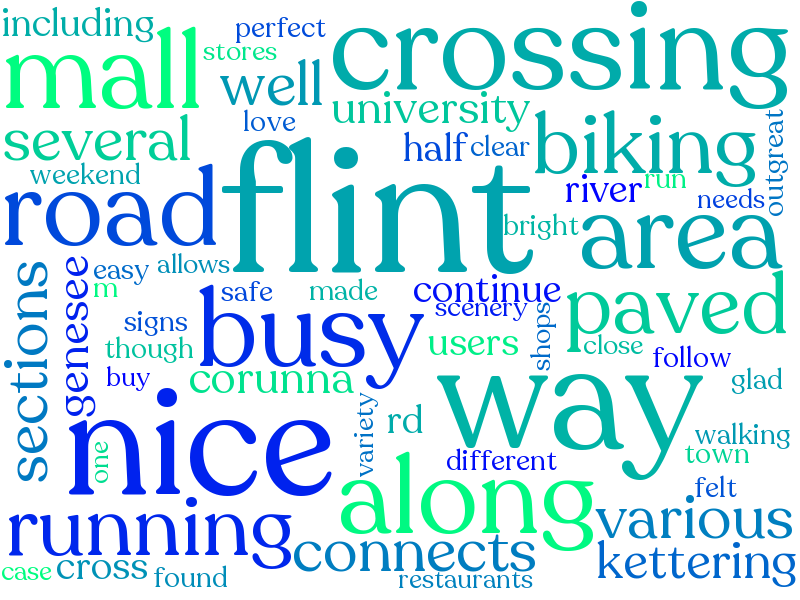 including
perfect
crossing
mall
stores
well
university
love
several
half
clear
biking
outgreat
weekend
flint
river
run
needs
road
bright
area
sections
genesee
easy
allows
m
safe
made
continue
scenery
paved
signs
busy
users
shops
close
though
follow
buy
corunna
way
glad
nice
variety
rd
walking
one
different
town
along
felt
running
various
connects
kettering
case
cross
found
restaurants